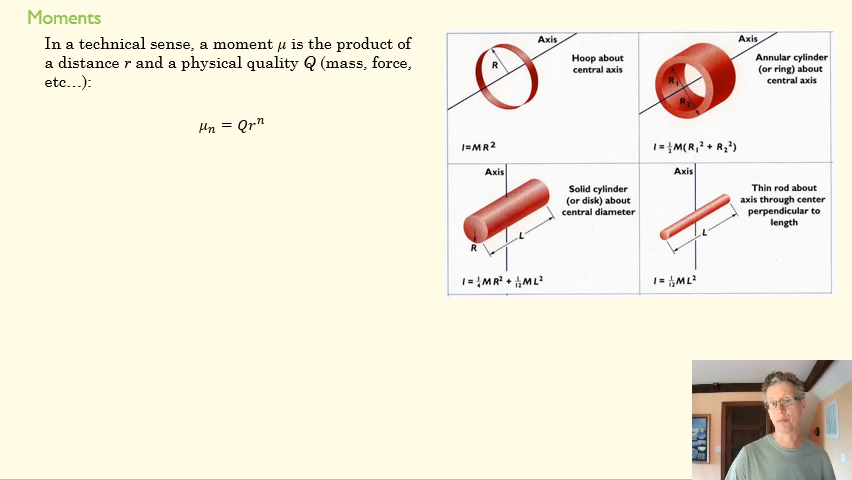 Moments
In a technical sense, a moment μ is the product of
a distance r and a physical quality Q (mass, force,
etc…):
μₙ = Qrⁿ
Axis
R
Hoop about
central axis
I=MR²
Axis
R₁
R₂
Annular cylinder
(or ring) about
central axis
I = ½M(R₁² + R₂²)
Axis
Solid cylinder
(or disk) about
central diameter
L
R
I = ¼MR² + 1/12 ML²
Axis
Thin rod about
axis through center
perpendicular to
length
L
I = 1/12 ML²